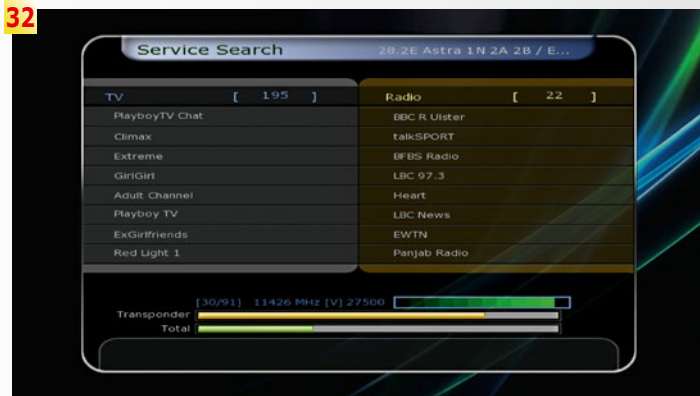 32
Service Search 28.2E Astra 1N 2A 2B / E...
TV [ 195 ] Radio [ 22 ]
PlayboyTV Chat BBC R Ulster
Climax talkSPORT
Extreme BFBS Radio
GirlGirl LBC 97.3
Adult Channel Heart
Playboy TV LBC News
ExGirlfriends EWTN
Red Light 1 Panjab Radio
[30/91] 11426 MHz [V] 27500
Transponder
Total